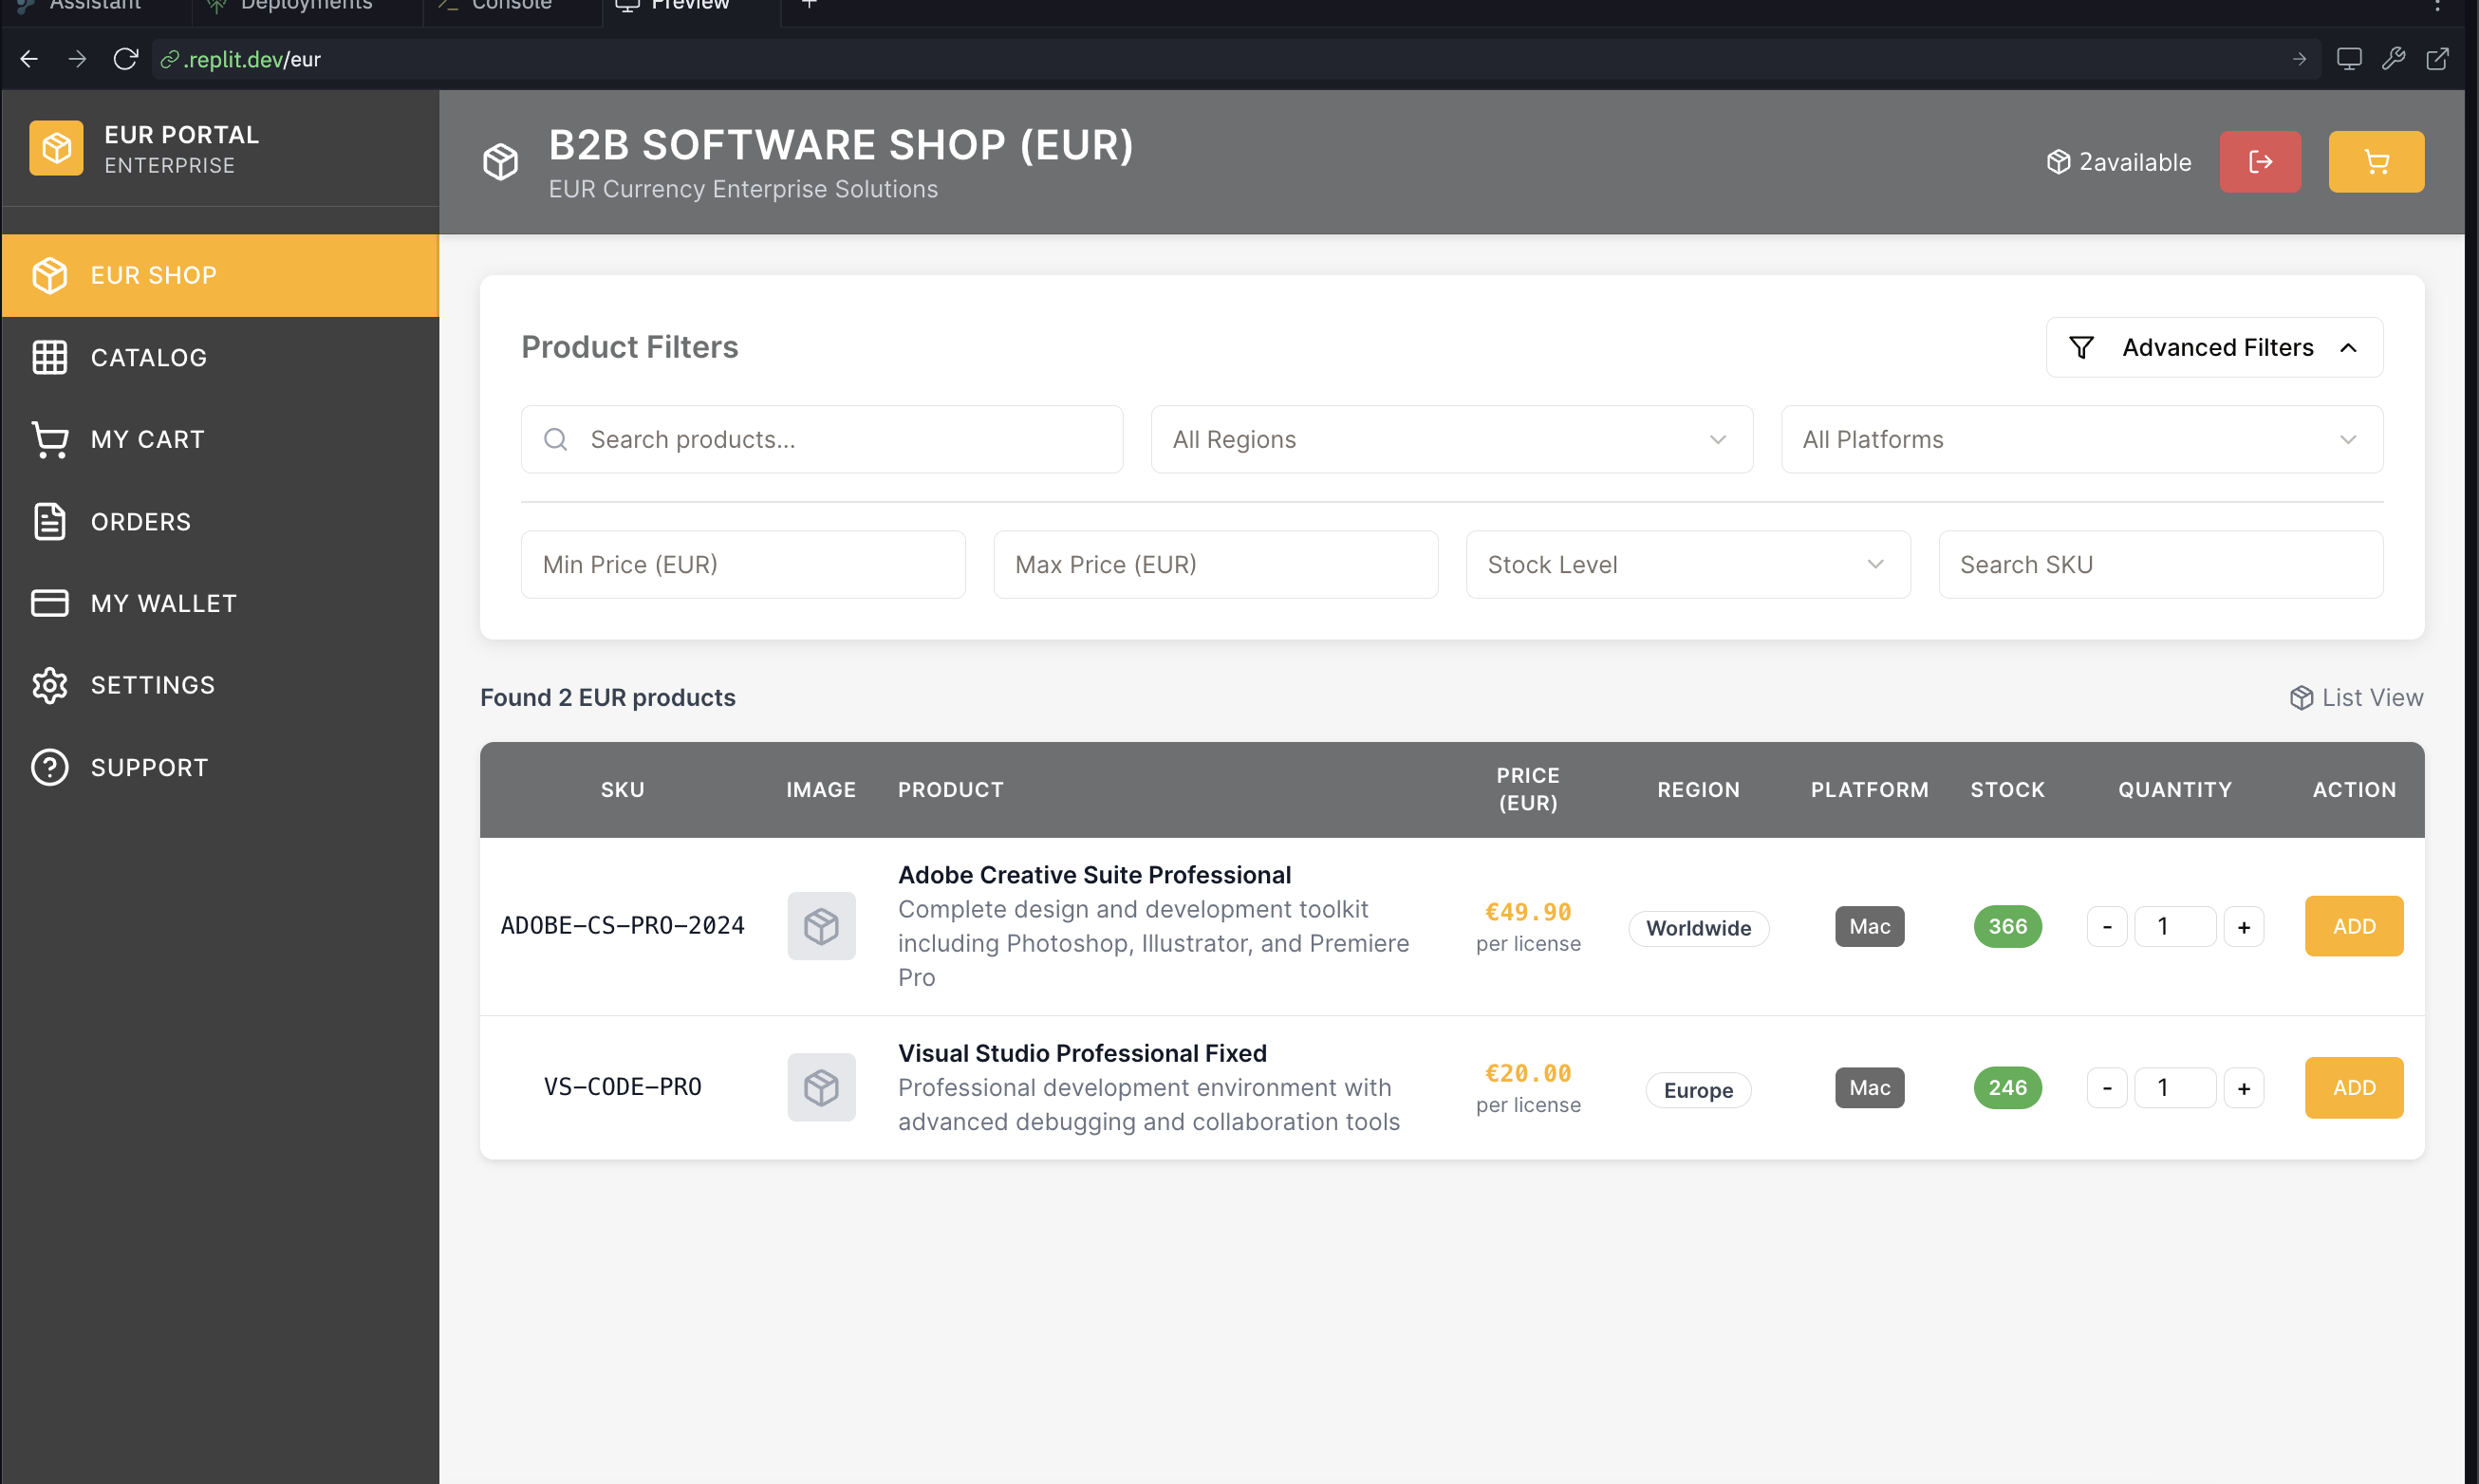 Assistant
Deployments
Console
Preview
.replit.dev/eur
EUR PORTAL
ENTERPRISE
B2B SOFTWARE SHOP (EUR)
EUR Currency Enterprise Solutions
2available
EUR SHOP
CATALOG
MY CART
ORDERS
MY WALLET
SETTINGS
SUPPORT
Product Filters
Advanced Filters
Search products...
All Regions
All Platforms
Min Price (EUR)
Max Price (EUR)
Stock Level
Search SKU
Found 2 EUR products
List View
SKU
IMAGE
PRODUCT
PRICE
(EUR)
REGION
PLATFORM
STOCK
QUANTITY
ACTION
ADOBE-CS-PRO-2024
Adobe Creative Suite Professional
Complete design and development toolkit
including Photoshop, Illustrator, and Premiere
Pro
€49.90
per license
Worldwide
Mac
366
- 1 +
ADD
VS-CODE-PRO
Visual Studio Professional Fixed
Professional development environment with
advanced debugging and collaboration tools
€20.00
per license
Europe
Mac
246
- 1 +
ADD